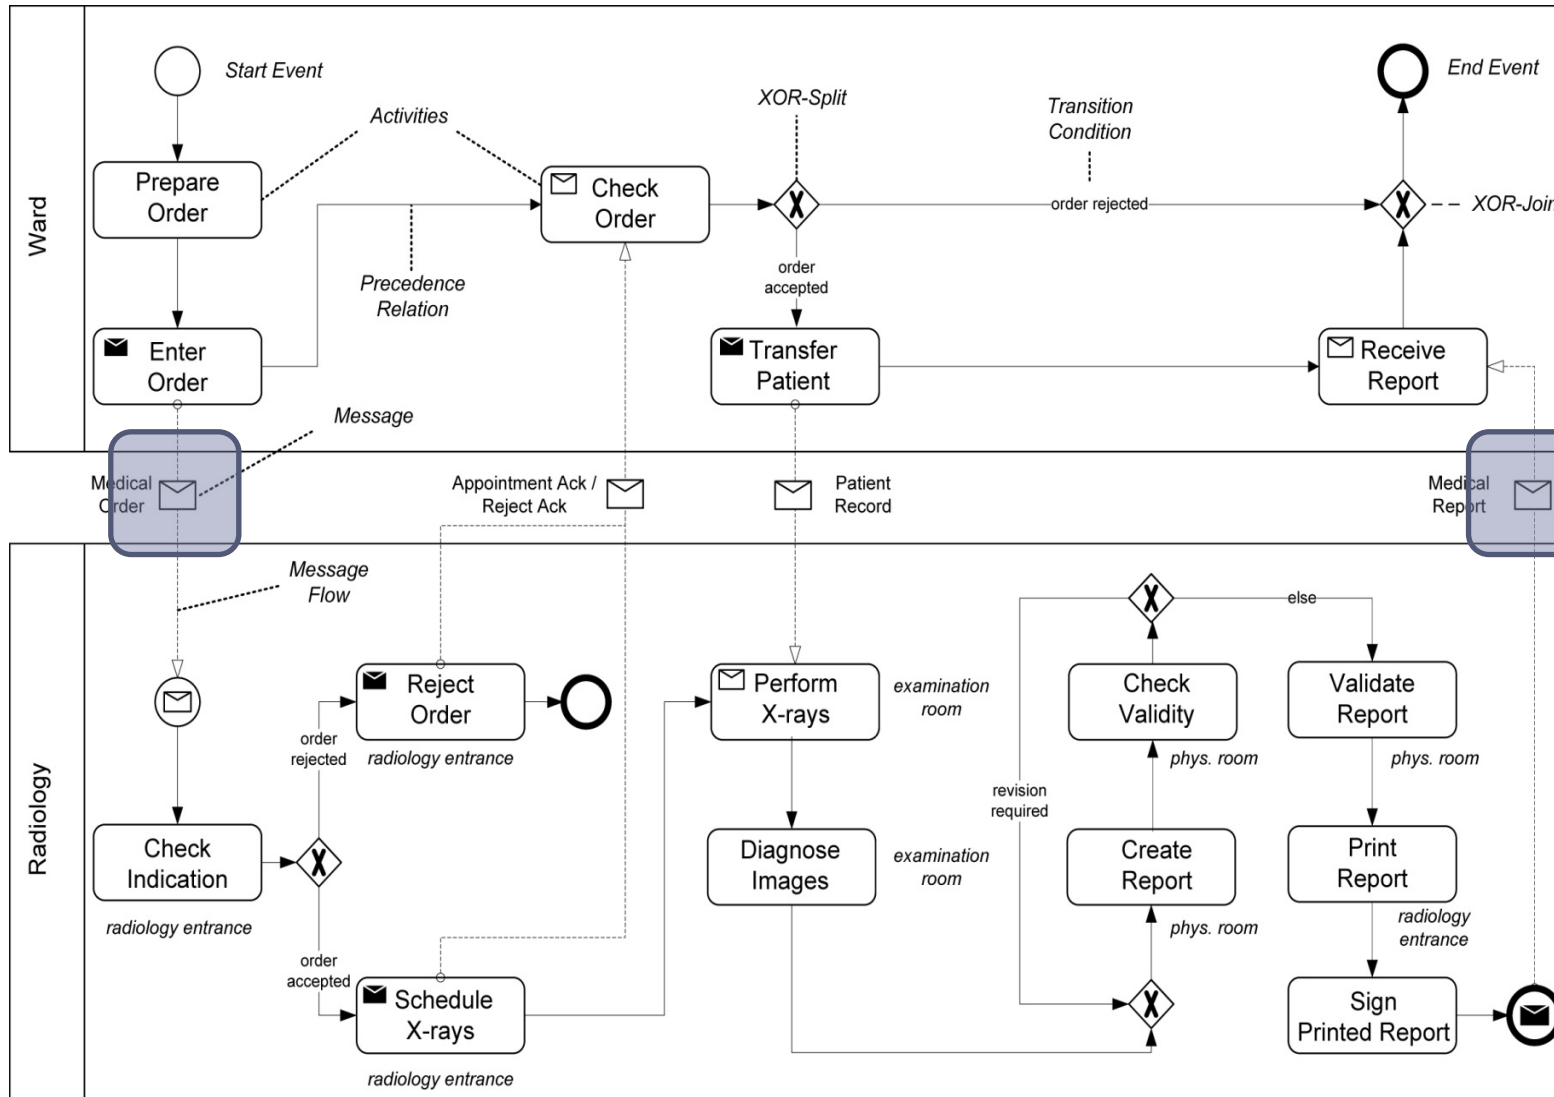 Ward
Start Event
Activities
XOR-Split
Transition
Condition
End Event
Prepare
Order
Check
Order
order rejected
XOR-Join
Precedence
Relation
order
accepted
Enter
Order
Transfer
Patient
Receive
Report
Message
Medical
Order
Appointment Ack /
Reject Ack
Patient
Record
Medical
Report
Radiology
Message
Flow
else
Reject
Order
radiology entrance
order
rejected
Perform
X-rays
examination
room
Check
Validity
phys. room
Validate
Report
phys. room
revision
required
Check
Indication
radiology entrance
Diagnose
Images
examination
room
Create
Report
phys. room
Print
Report
radiology
entrance
order
accepted
Schedule
X-rays
radiology entrance
Sign
Printed Report